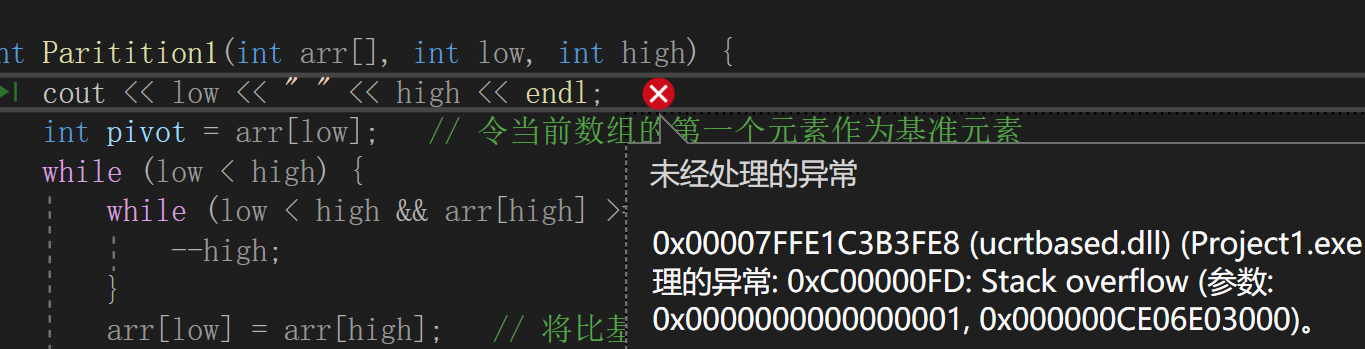 nt Paritition1(int arr[], int low, int high) {
cout << low << " " << high << endl;
int pivot = arr[low];   // 令当前数组的第一个元素作为基准元素
while (low < high) {
while (low < high && arr[high] >
--high;
}
arr[low] = arr[high];   // 将比基
未经处理的异常
0x00007FFE1C3B3FE8 (ucrtbased.dll) (Project1.exe
理的异常: 0xC00000FD: Stack overflow (参数:
0x0000000000000001, 0x000000CE06E03000)。